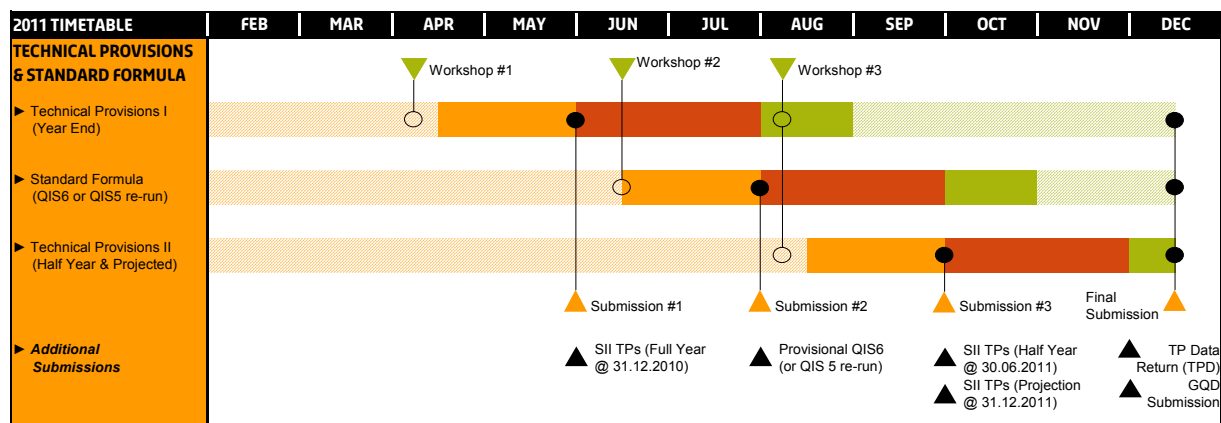 2011 TIMETABLE FEB MAR APR MAY JUN JUL AUG SEP OCT NOV DEC
TECHNICAL PROVISIONS
& STANDARD FORMULA
Workshop #1
Workshop #2
Workshop #3
► Technical Provisions I
(Year End)
► Standard Formula
(QIS6 or QIS5 re-run)
► Technical Provisions II
(Half Year & Projected)
Submission #1
Submission #2
Submission #3
Final
Submission
► Additional
Submissions
SII TPs (Full Year
@ 31.12.2010)
Provisional QIS6
(or QIS 5 re-run)
SII TPs (Half Year
@ 30.06.2011)
SII TPs (Projection
@ 31.12.2011)
TP Data
Return (TPD)
GQD
Submission